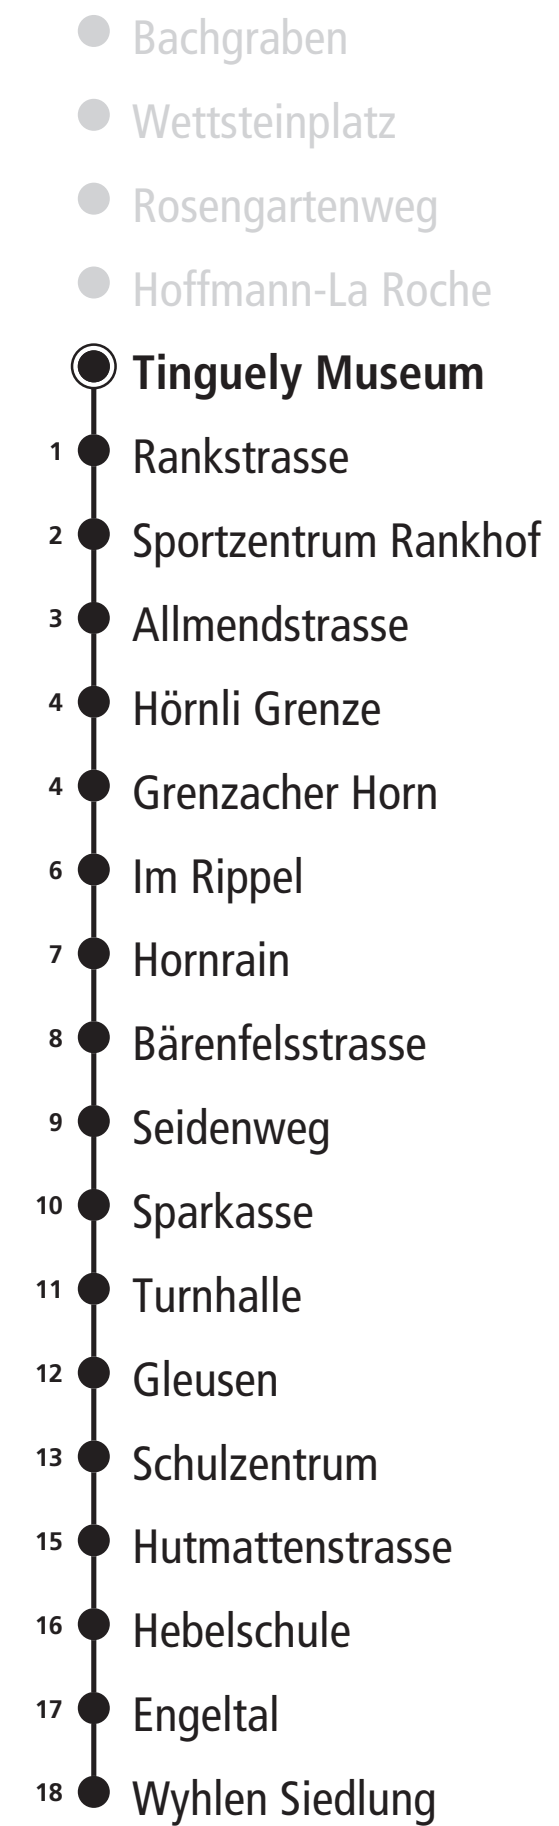 Bachgraben
Wettsteinplatz
Rosengartenweg
Hoffmann-La Roche
Tinguely Museum
1 Rankstrasse
2 Sportzentrum Rankhof
3 Allmendstrasse
4 Hörnli Grenze
4 Grenzacher Horn
6 Im Rippel
7 Hornrain
8 Bärenfelsstrasse
9 Seidenweg
10 Sparkasse
11 Turnhalle
12 Gleusen
13 Schulzentrum
15 Hutmattenstrasse
16 Hebelschule
17 Engeltal
18 Wyhlen Siedlung